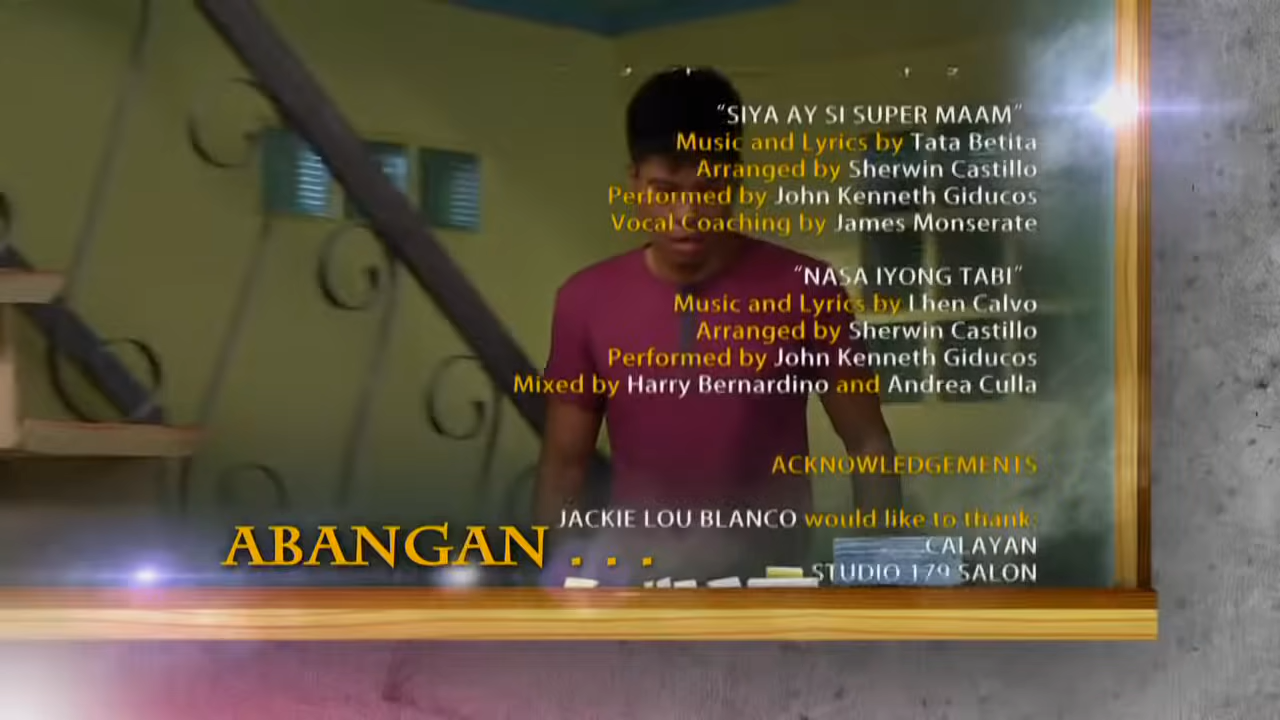 "SIYA AY SI SUPER MAAM"
Music and Lyrics by Tata Betita
Arranged by Sherwin Castillo
Performed by John Kenneth Giducos
Vocal Coaching by James Monserate
"NASA IYONG TABI"
Music and Lyrics by Lhen Calvo
Arranged by Sherwin Castillo
Performed by John Kenneth Giducos
Mixed by Harry Bernardino and Andrea Culla
ACKNOWLEDGEMENTS
JACKIE LOU BLANCO would like to thank:
CALAYAN
STUDIO 179 SALON
ABANGAN . . .